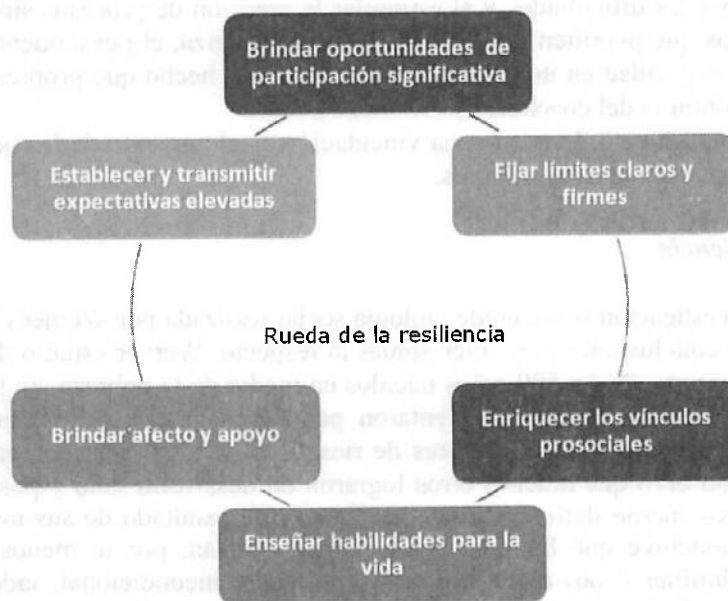 Brindar oportunidades de
participación significativa
Establecer y transmitir
expectativas elevadas
Fijar límites claros y
firmes
Rueda de la resiliencia
Brindar afecto y apoyo
Enriquecer los vínculos
prosociales
Enseñar habilidades para la
vida